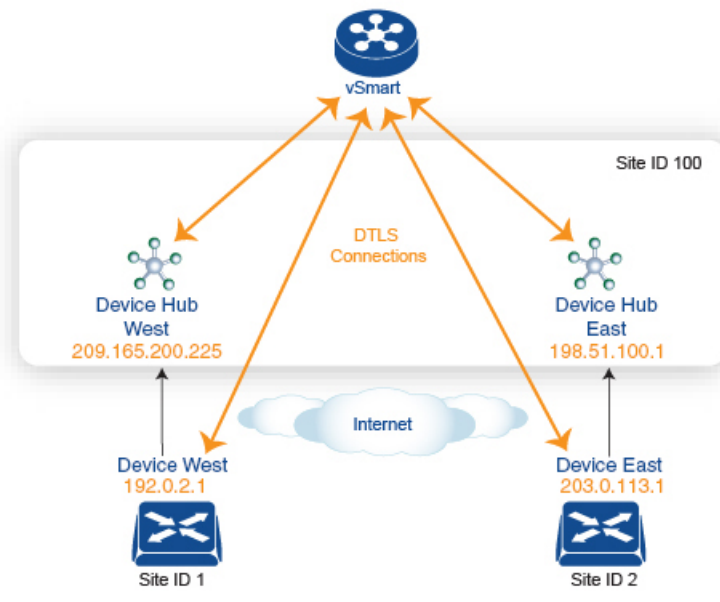 vSmart
Site ID 100
DTLS
Connections
Device Hub
West
209.165.200.225
Device Hub
East
198.51.100.1
Internet
Device West
192.0.2.1
Site ID 1
Device East
203.0.113.1
Site ID 2